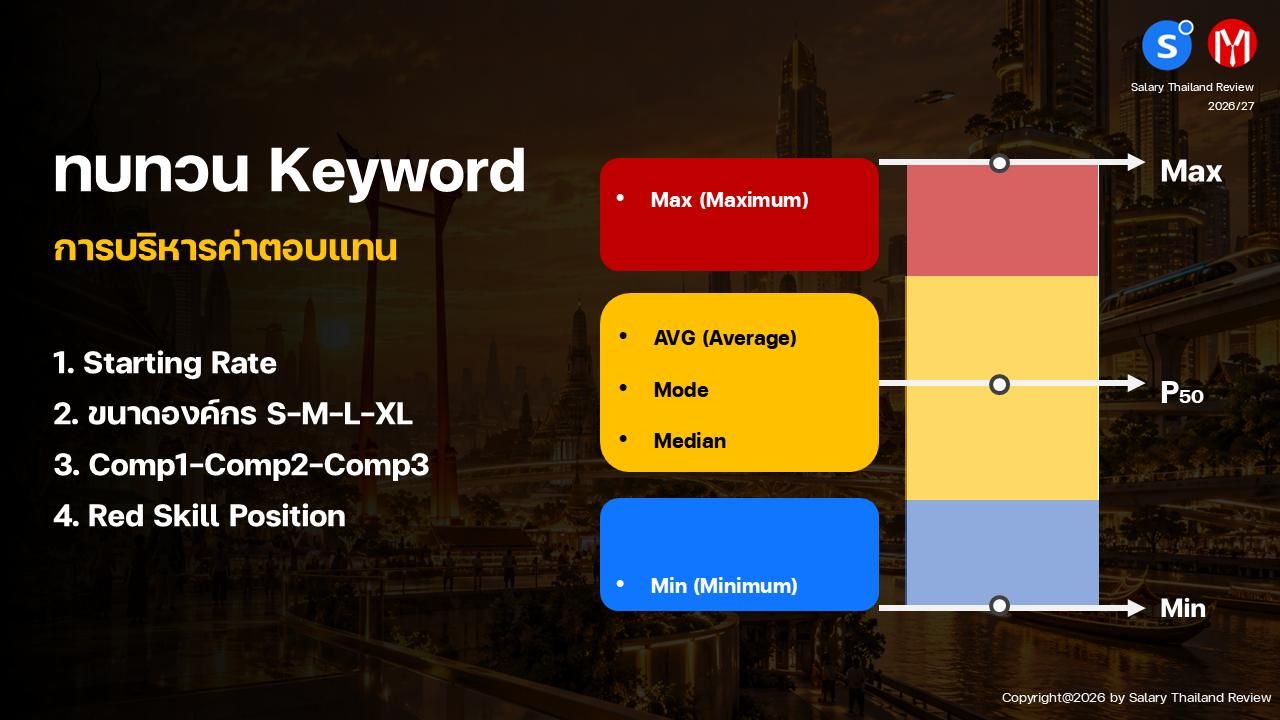 S
M
Salary Thailand Review
2026/27
ทบทวน Keyword
การบริหารค่าตอบแทน
1. Starting Rate
2. ขนาดองค์กร S-M-L-XL
3. Comp1-Comp2-Comp3
4. Red Skill Position
• Max (Maximum)
• AVG (Average)
• Mode
• Median
• Min (Minimum)
Max
P50
Min
Copyright@2026 by Salary Thailand Review